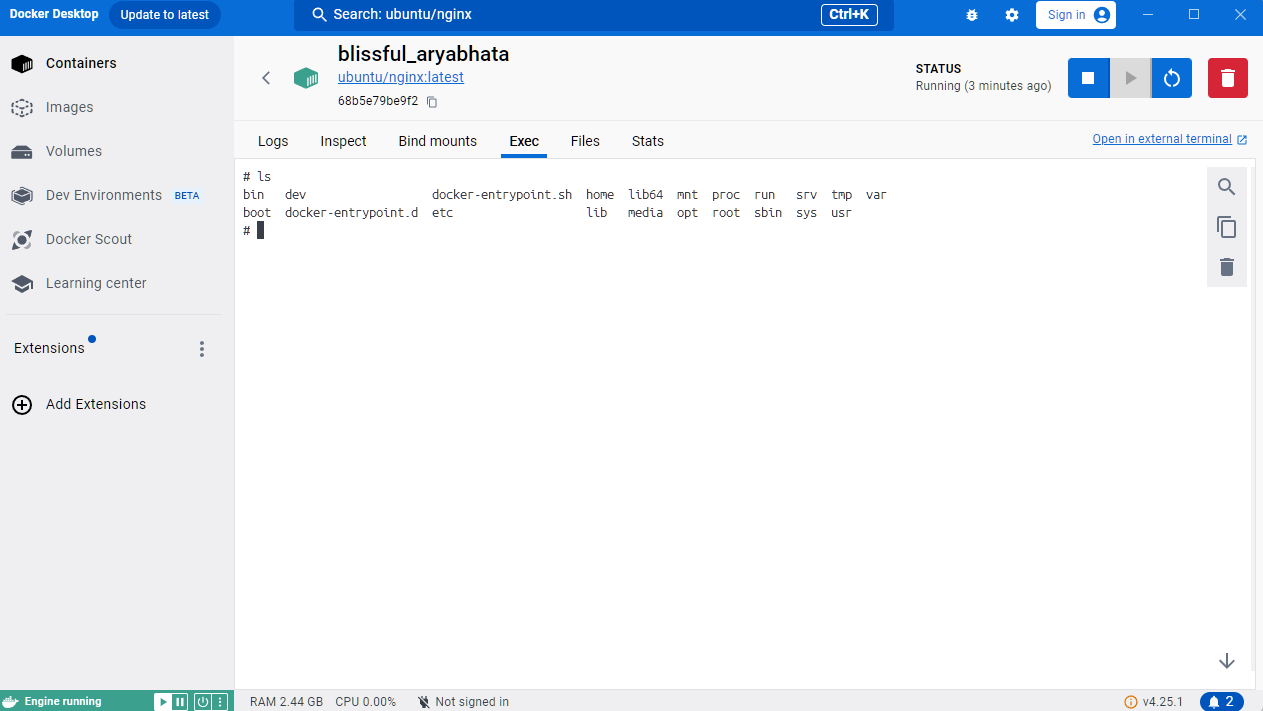 Docker Desktop Update to latest Search: ubuntu/nginx Ctrl+K Sign in
Containers
Images
Volumes
Dev Environments BETA
Docker Scout
Learning center
Extensions
Add Extensions
blissful_aryabhata
ubuntu/nginx:latest
68b5e79be9f2
STATUS
Running (3 minutes ago)
Logs Inspect Bind mounts Exec Files Stats Open in external terminal
# ls
bin dev docker-entrypoint.sh home lib64 mnt proc run srv tmp var
boot docker-entrypoint.d etc lib media opt root sbin sys usr
#
Engine running RAM 2.44 GB CPU 0.00% Not signed in v4.25.1 2